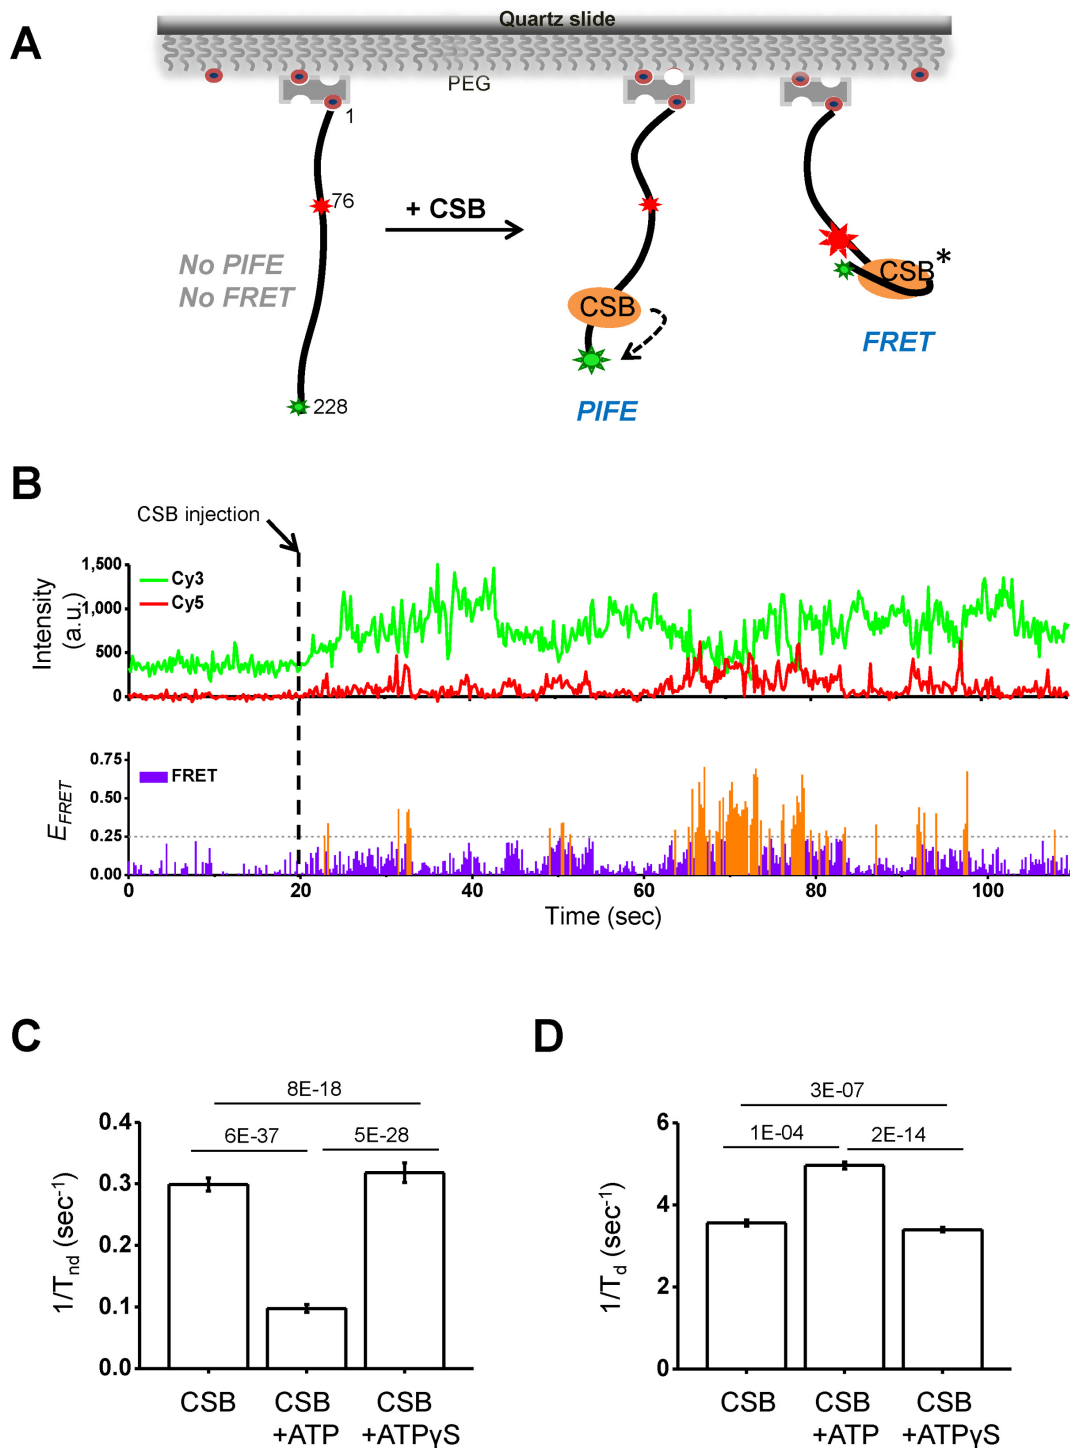 A
Quartz slide
PEG
1
76
+ CSB
No PIFE
No FRET
CSB
CSB*
FRET
228
PIFE
B
CSB injection
1,500
1,000
500
0
Intensity
(a.u.)
Cy3
Cy5
0.75
0.50
0.25
0.00
E_FRET
FRET
0 20 40 60 80 100
Time (sec)
C
8E-18
6E-37 5E-28
0.4
0.3
0.2
0.1
0.0
1/T_nd (sec⁻¹)
CSB CSB CSB
+ATP +ATPγS
D
3E-07
1E-04 2E-14
6
4
2
0
1/T_d (sec⁻¹)
CSB CSB CSB
+ATP +ATPγS